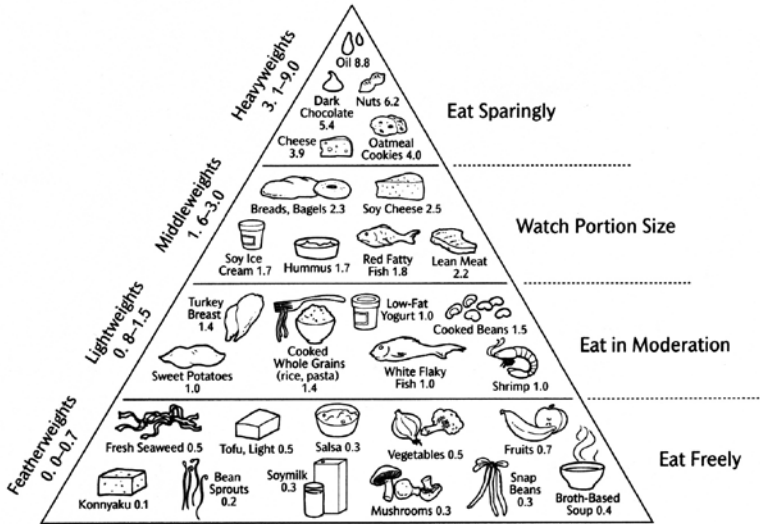 Heavyweights
3. 1–9.0
Oil 8.8
Dark
Chocolate
5.4
Nuts 6.2
Cheese
3.9
Oatmeal
Cookies 4.0
Eat Sparingly
Middleweights
1. 6–3.0
Breads, Bagels 2.3
Soy Cheese 2.5
Soy Ice
Cream 1.7
Hummus 1.7
Red Fatty
Fish 1.8
Lean Meat
2.2
Watch Portion Size
Lightweights
0. 8–1.5
Turkey
Breast
1.4
Cooked
Whole Grains
(rice, pasta)
1.4
Low-Fat
Yogurt 1.0
Cooked Beans 1.5
Sweet Potatoes
1.0
White Flaky
Fish 1.0
Shrimp 1.0
Eat in Moderation
Featherweights
0. 0–0.7
Fresh Seaweed 0.5
Tofu, Light 0.5
Salsa 0.3
Vegetables 0.5
Fruits 0.7
Konnyaku 0.1
Bean
Sprouts
0.2
Soymilk
0.3
Mushrooms 0.3
Snap
Beans
0.3
Broth-Based
Soup 0.4
Eat Freely